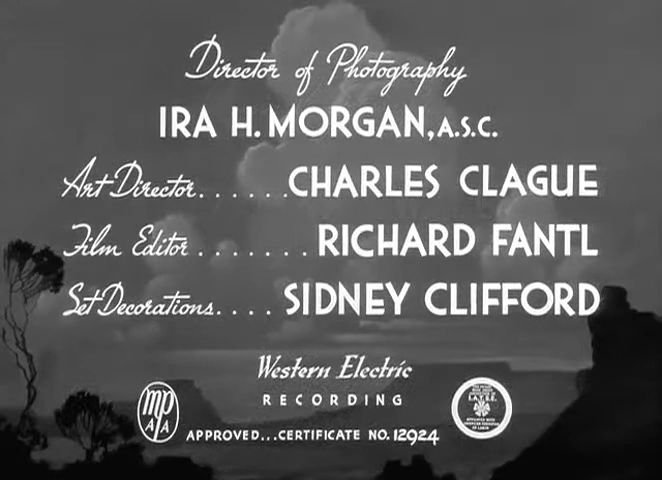 Director of Photography
IRA H. MORGAN, A.S.C.
Art Director......CHARLES CLAGUE
Film Editor.......RICHARD FANTL
Set Decorations....SIDNEY CLIFFORD
Western Electric
RECORDING
MPAA
I.A.T.S.E.
APPROVED...CERTIFICATE NO. 12924